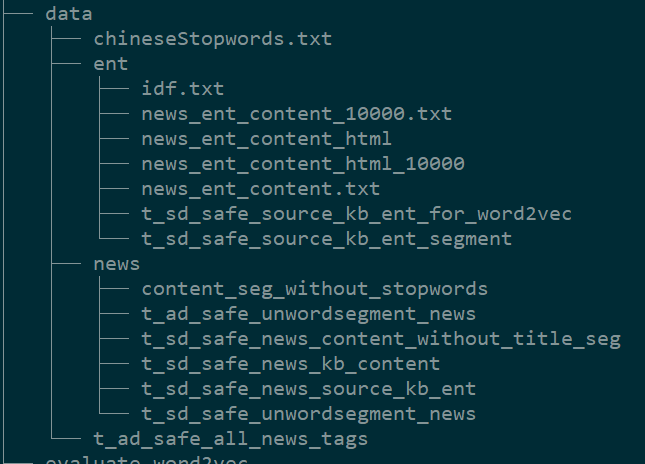 data
chineseStopwords.txt
ent
idf.txt
news_ent_content_10000.txt
news_ent_content_html
news_ent_content_html_10000
news_ent_content.txt
t_sd_safe_source_kb_ent_for_word2vec
t_sd_safe_source_kb_ent_segment
news
content_seg_without_stopwords
t_ad_safe_unwordsegment_news
t_sd_safe_news_content_without_title_seg
t_sd_safe_news_kb_content
t_sd_safe_news_source_kb_ent
t_sd_safe_unwordsegment_news
t_ad_safe_all_news_tags
evaluate_word2vec